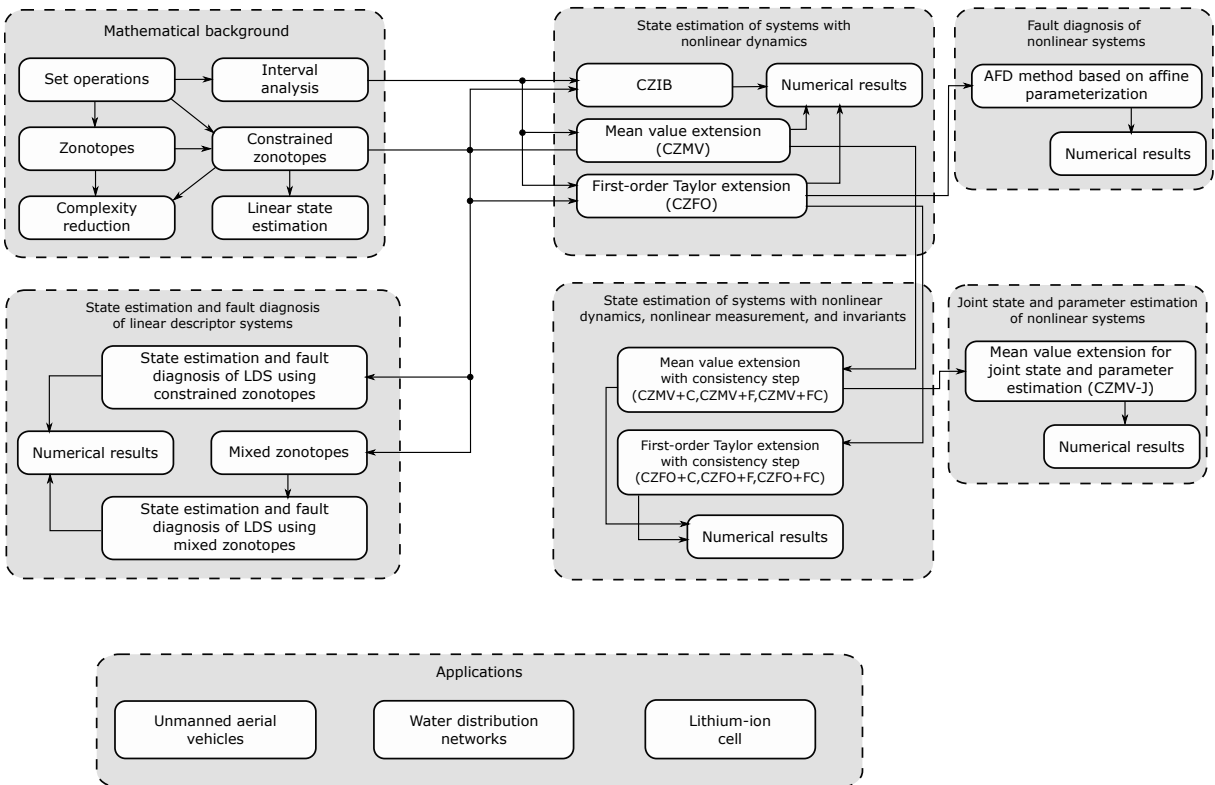 Mathematical background
Set operations
Interval
analysis
Zonotopes
Constrained
zonotopes
Complexity
reduction
Linear state
estimation
State estimation of systems with
nonlinear dynamics
CZIB
Numerical results
Mean value extension
(CZMV)
First-order Taylor extension
(CZFO)
Fault diagnosis of
nonlinear systems
AFD method based on affine
parameterization
Numerical results
State estimation and fault diagnosis
of linear descriptor systems
State estimation and fault
diagnosis of LDS using
constrained zonotopes
Numerical results
Mixed zonotopes
State estimation and fault
diagnosis of LDS using
mixed zonotopes
State estimation of systems with nonlinear
dynamics, nonlinear measurement, and invariants
Mean value extension
with consistency step
(CZMV+C,CZMV+F,CZMV+FC)
First-order Taylor extension
with consistency step
(CZFO+C,CZFO+F,CZFO+FC)
Numerical results
Joint state and parameter estimation
of nonlinear systems
Mean value extension for
joint state and parameter
estimation (CZMV-J)
Numerical results
Applications
Unmanned aerial
vehicles
Water distribution
networks
Lithium-ion
cell